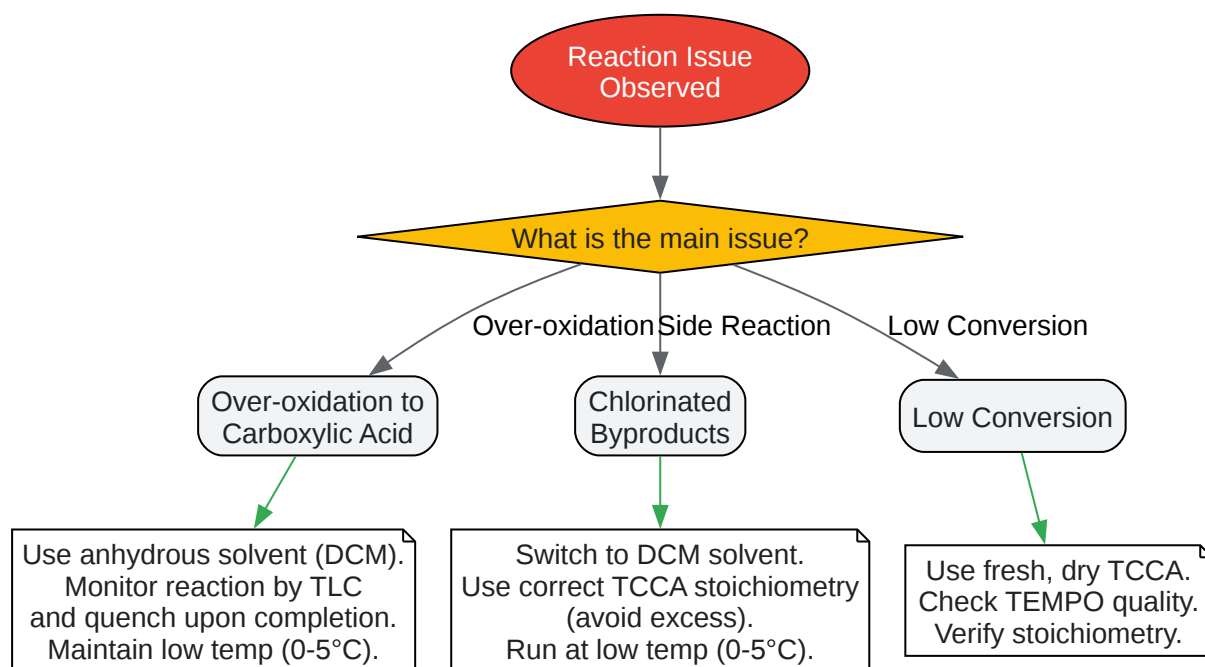 Reaction Issue
Observed
What is the main issue?
Over-oxidation
Side Reaction
Low Conversion
Over-oxidation to
Carboxylic Acid
Chlorinated
Byproducts
Low Conversion
Use anhydrous solvent (DCM).
Monitor reaction by TLC
and quench upon completion.
Maintain low temp (0-5°C).
Switch to DCM solvent.
Use correct TCCA stoichiometry
(avoid excess).
Run at low temp (0-5°C).
Use fresh, dry TCCA.
Check TEMPO quality.
Verify stoichiometry.